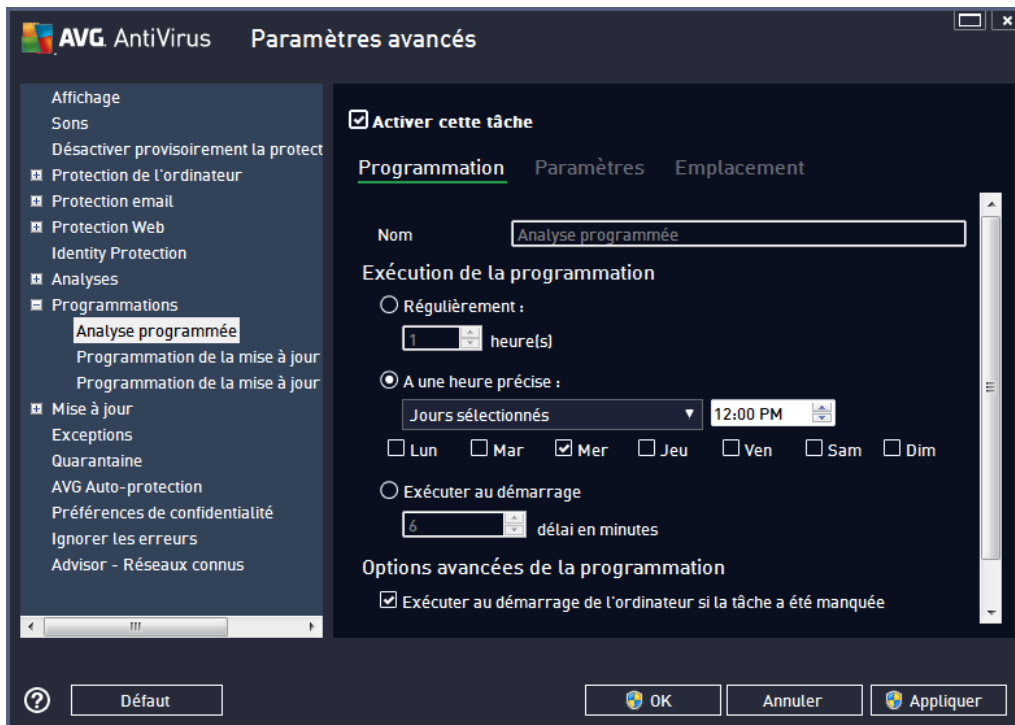 AVG AntiVirus Paramètres avancés
Affichage
Sons
Désactiver provisoirement la protect
Protection de l'ordinateur
Protection email
Protection Web
Identity Protection
Analyses
Programmations
Analyse programmée
Programmation de la mise à jour
Programmation de la mise à jour
Mise à jour
Exceptions
Quarantaine
AVG Auto-protection
Préférences de confidentialité
Ignorer les erreurs
Advisor - Réseaux connus
Activer cette tâche
Programmation Paramètres Emplacement
Nom Analyse programmée
Exécution de la programmation
Régulièrement :
1 heure(s)
A une heure précise :
Jours sélectionnés 12:00 PM
Lun Mar Mer Jeu Ven Sam Dim
Exécuter au démarrage
6 délai en minutes
Options avancées de la programmation
Exécuter au démarrage de l'ordinateur si la tâche a été manquée
? Défaut OK Annuler Appliquer